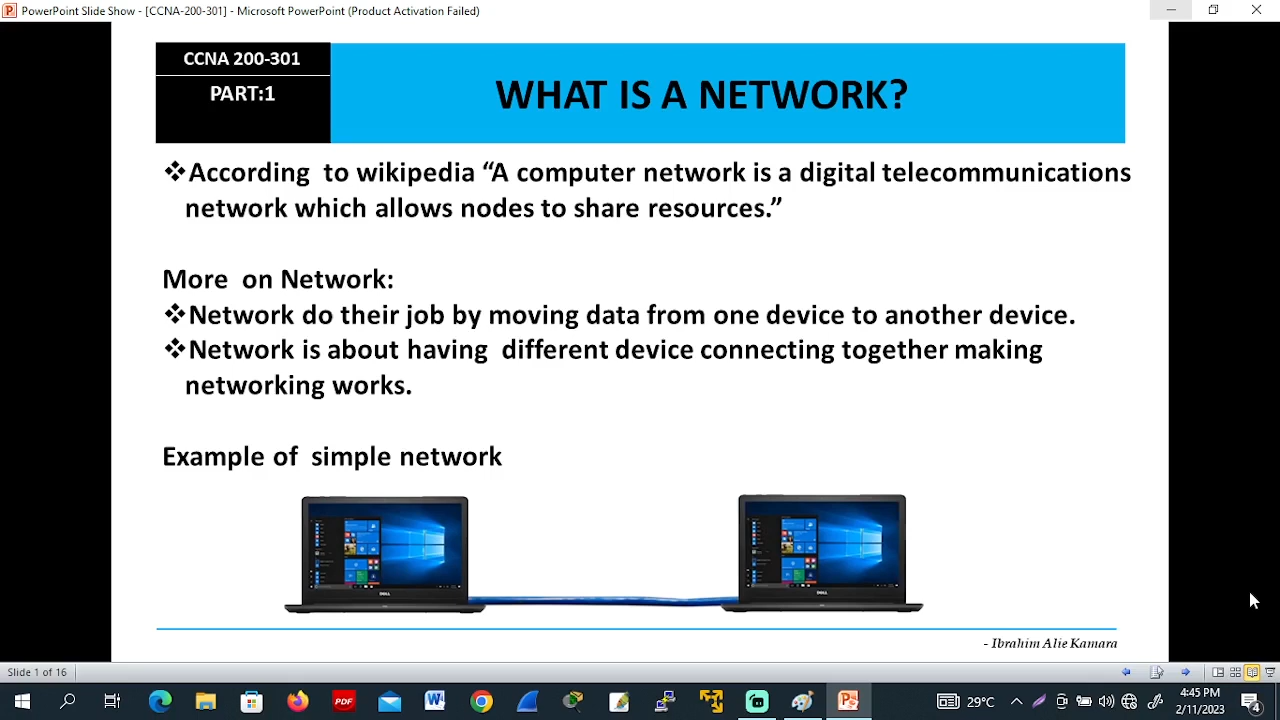 PowerPoint Slide Show - [CCNA-200-301] - Microsoft PowerPoint (Product Activation Failed)
CCNA 200-301
PART:1
WHAT IS A NETWORK?
❖According to wikipedia “A computer network is a digital telecommunications
network which allows nodes to share resources.”
More on Network:
❖Network do their job by moving data from one device to another device.
❖Network is about having different device connecting together making
networking works.
Example of simple network
DELL
DELL
- Ibrahim Alie Kamara
Slide 1 of 16
PDF
29°C
4:45 PM
2/11/2023
4